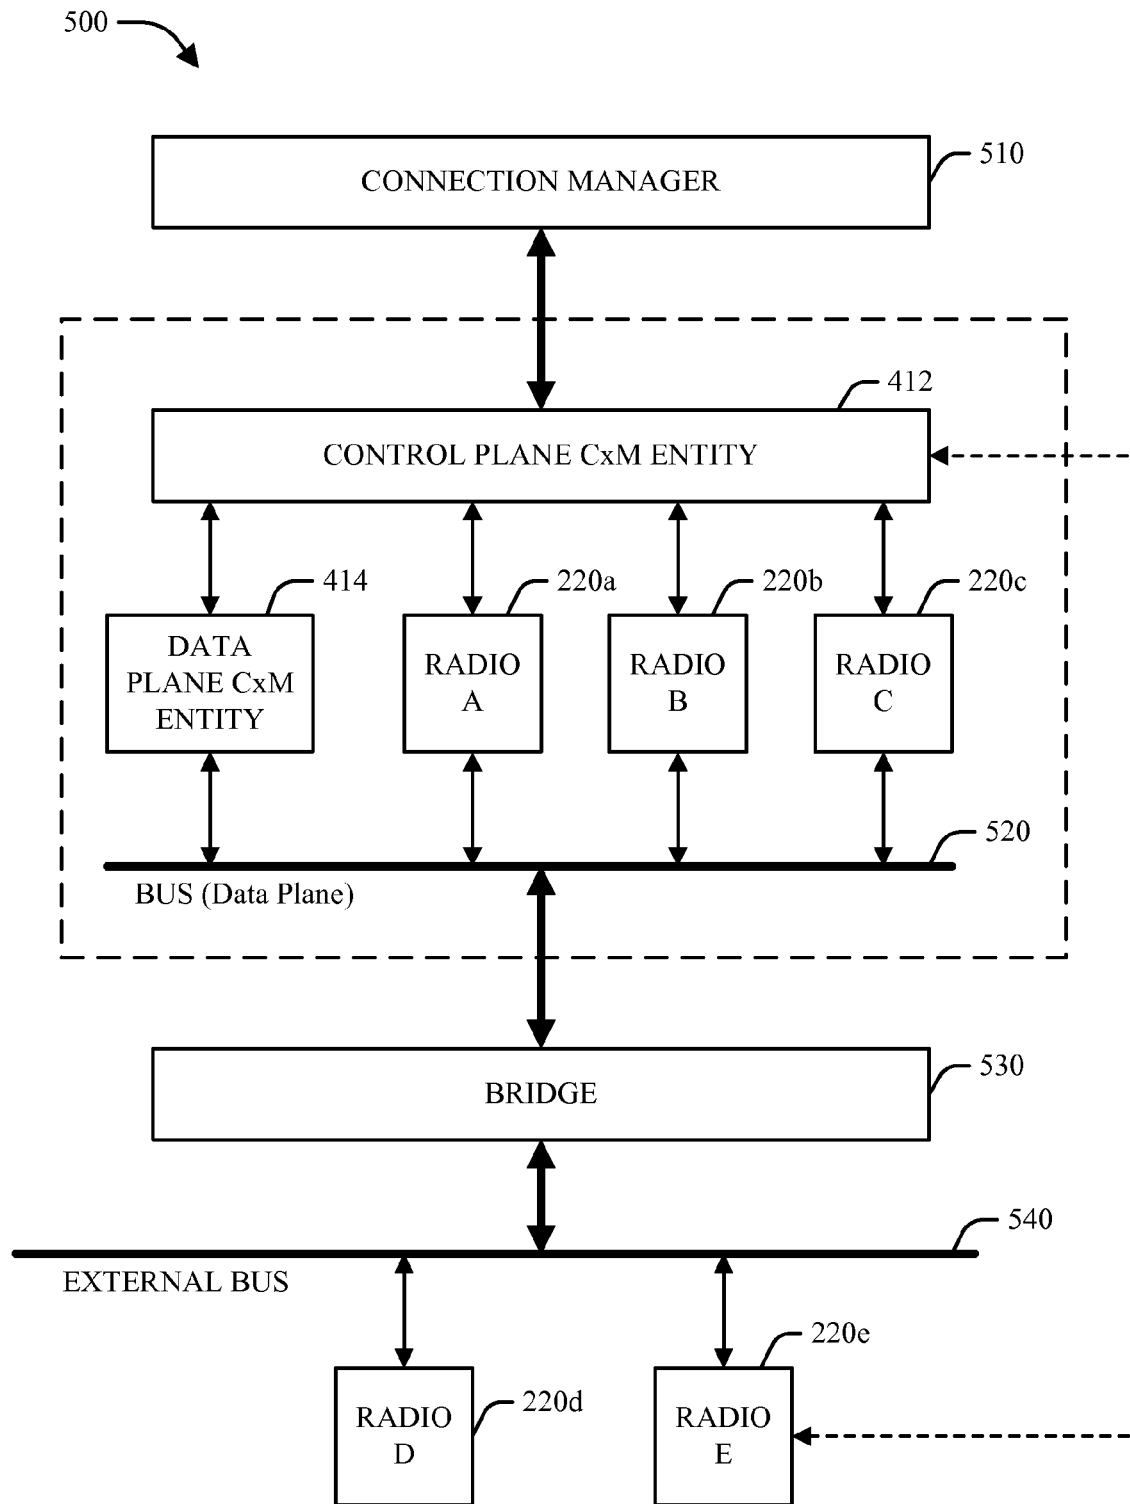 500
510
CONNECTION MANAGER
412
CONTROL PLANE CxM ENTITY
414
220a
220b
220c
DATA
PLANE CxM
ENTITY
RADIO
A
RADIO
B
RADIO
C
520
BUS (Data Plane)
530
BRIDGE
540
EXTERNAL BUS
220e
220d
RADIO
D
RADIO
E